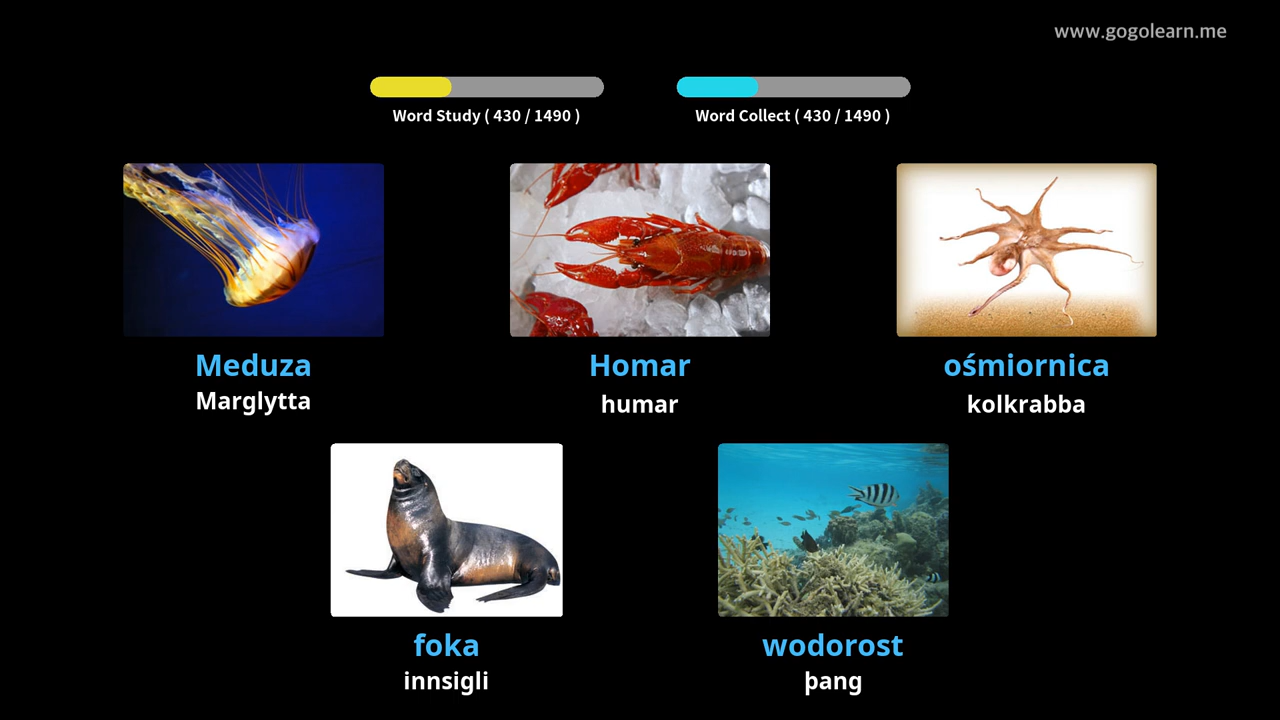 www.gogolearn.me
Word Study ( 430 / 1490 )
Word Collect ( 430 / 1490 )
Meduza
Marglytta
Homar
humar
ośmiornica
kolkrabba
foka
innsigli
wodorost
þang